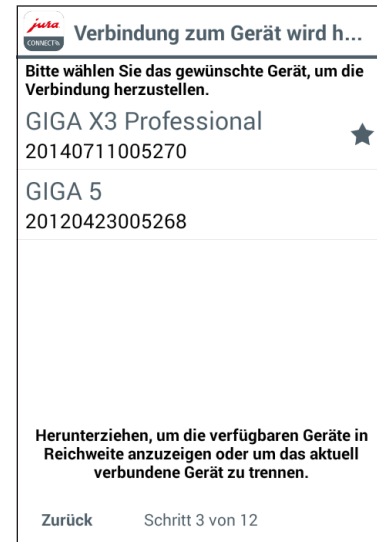 jura
CONNECT
Verbindung zum Gerät wird h...
Bitte wählen Sie das gewünschte Gerät, um die
Verbindung herzustellen.
GIGA X3 Professional
20140711005270
GIGA 5
20120423005268
Herunterziehen, um die verfügbaren Geräte in
Reichweite anzuzeigen oder um das aktuell
verbundene Gerät zu trennen.
Zurück Schritt 3 von 12